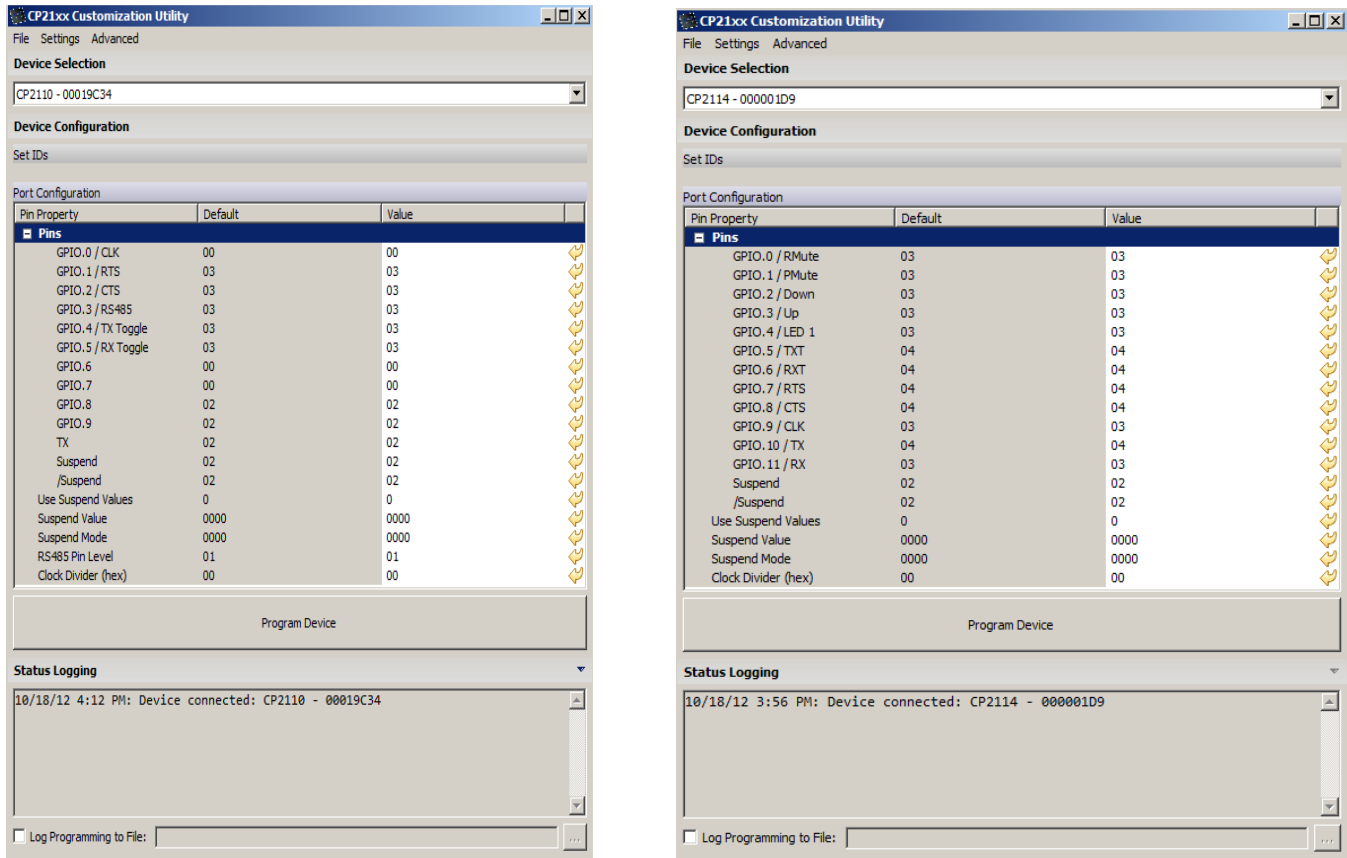 CP21xx Customization Utility
File Settings Advanced
Device Selection
CP2110 - 00019C34
Device Configuration
Set IDs
Port Configuration
Pin Property Default Value
Pins
GPIO.0 / CLK 00 00
GPIO.1 / RTS 03 03
GPIO.2 / CTS 03 03
GPIO.3 / RS485 03 03
GPIO.4 / TX Toggle 03 03
GPIO.5 / RX Toggle 03 03
GPIO.6 00 00
GPIO.7 00 00
GPIO.8 02 02
GPIO.9 02 02
TX 02 02
Suspend 02 02
/Suspend 02 02
Use Suspend Values 0 0
Suspend Value 0000 0000
Suspend Mode 0000 0000
RS485 Pin Level 01 01
Clock Divider (hex) 00 00
Program Device
Status Logging
10/18/12 4:12 PM: Device connected: CP2110 - 00019C34
Log Programming to File:
...
CP21xx Customization Utility
File Settings Advanced
Device Selection
CP2114 - 000001D9
Device Configuration
Set IDs
Port Configuration
Pin Property Default Value
Pins
GPIO.0 / RMute 03 03
GPIO.1 / PMute 03 03
GPIO.2 / Down 03 03
GPIO.3 / Up 03 03
GPIO.4 / LED 1 03 03
GPIO.5 / TXT 04 04
GPIO.6 / RXT 04 04
GPIO.7 / RTS 04 04
GPIO.8 / CTS 04 04
GPIO.9 / CLK 03 03
GPIO.10 / TX 04 04
GPIO.11 / RX 03 03
Suspend 02 02
/Suspend 02 02
Use Suspend Values 0 0
Suspend Value 0000 0000
Suspend Mode 0000 0000
Clock Divider (hex) 00 00
Program Device
Status Logging
10/18/12 3:56 PM: Device connected: CP2114 - 000001D9
Log Programming to File:
...